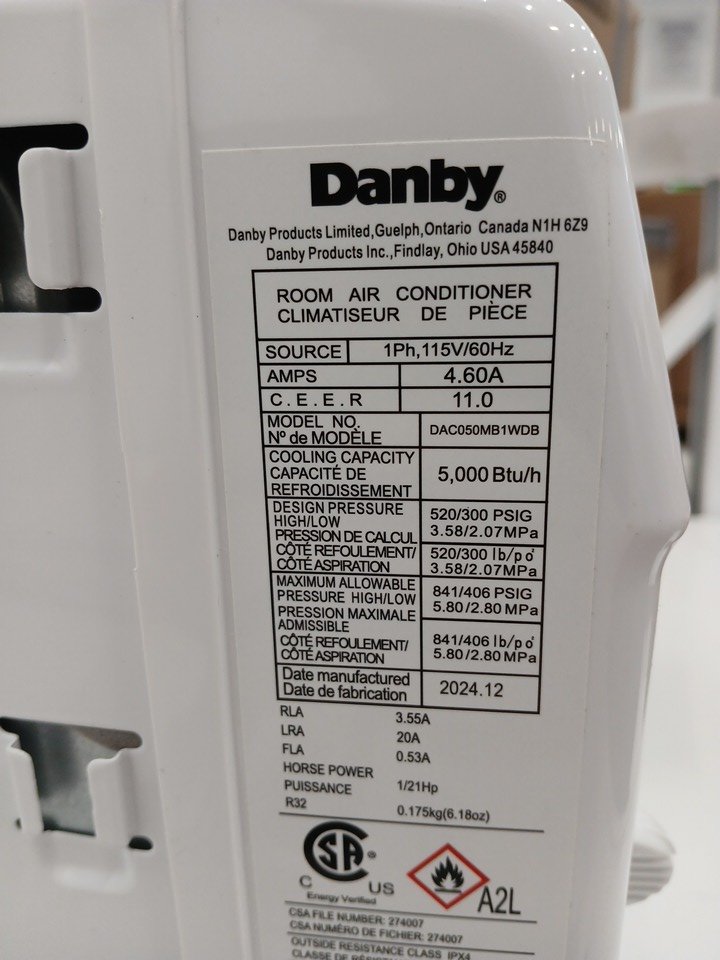 Danby®
Danby Products Limited,Guelph,Ontario Canada N1H 6Z9
Danby Products Inc.,Findlay, Ohio USA 45840
ROOM AIR CONDITIONER
CLIMATISEUR DE PIÈCE
SOURCE 1Ph,115V/60Hz
AMPS 4.60A
C.E.E.R 11.0
MODEL NO.
Nº de MODÈLE
DAC050MB1WDB
COOLING CAPACITY
CAPACITÉ DE
REFROIDISSEMENT
5,000 Btu/h
DESIGN PRESSURE
HIGH/LOW
PRESSION DE CALCUL
CÔTÉ REFOULEMENT/
CÔTÉ ASPIRATION
520/300 PSIG
3.58/2.07MPa
520/300 lb/po²
3.58/2.07MPa
MAXIMUM ALLOWABLE
PRESSURE HIGH/LOW
PRESSION MAXIMALE
ADMISSIBLE
CÔTÉ REFOULEMENT/
CÔTÉ ASPIRATION
841/406 PSIG
5.80/2.80 MPa
841/406 lb/po²
5.80/2.80 MPa
Date manufactured
Date de fabrication
2024.12
RLA 3.55A
LRA 20A
FLA 0.53A
HORSE POWER
PUISSANCE 1/21Hp
R32 0.175kg(6.18oz)
CSA®
C US
Energy Verified
A2L
CSA FILE NUMBER: 274007
CSA NUMÉRO DE FICHIER: 274007
OUTSIDE RESISTANCE CLASS IPX4